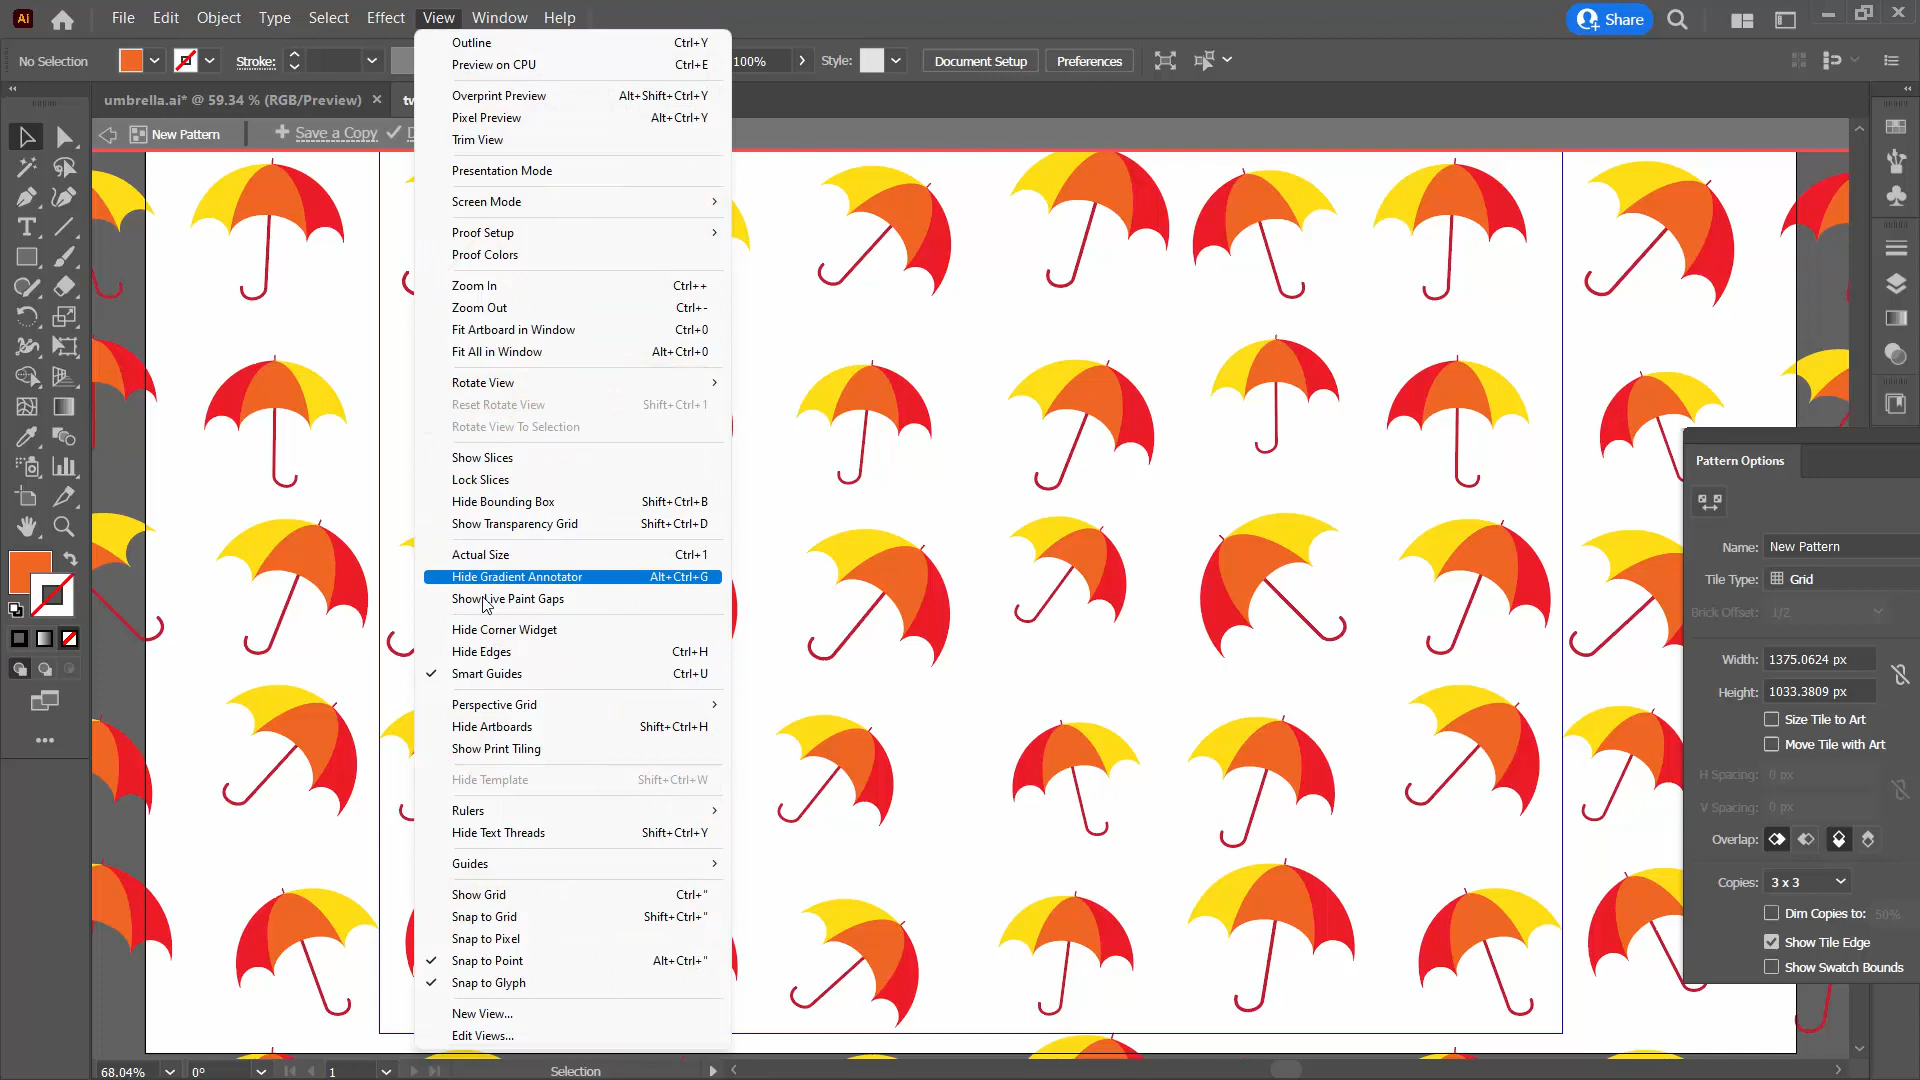 Ai File Edit Object Type Select Effect View Window Help Share
No Selection Stroke: 100% Style: Document Setup Preferences
umbrella.ai* @ 59.34 % (RGB/Preview) × tw
New Pattern + Save a Copy D
Outline Ctrl+Y
Preview on CPU Ctrl+E
Overprint Preview Alt+Shift+Ctrl+Y
Pixel Preview Alt+Ctrl+Y
Trim View
Presentation Mode
Screen Mode
Proof Setup
Proof Colors
Zoom In Ctrl++
Zoom Out Ctrl+-
Fit Artboard in Window Ctrl+0
Fit All in Window Alt+Ctrl+0
Rotate View
Reset Rotate View Shift+Ctrl+1
Rotate View To Selection
Show Slices
Lock Slices
Hide Bounding Box Shift+Ctrl+B
Show Transparency Grid Shift+Ctrl+D
Actual Size Ctrl+1
Hide Gradient Annotator Alt+Ctrl+G
Show Live Paint Gaps
Hide Corner Widget
Hide Edges Ctrl+H
Smart Guides Ctrl+U
Perspective Grid
Hide Artboards Shift+Ctrl+H
Show Print Tiling
Hide Template Shift+Ctrl+W
Rulers
Hide Text Threads Shift+Ctrl+Y
Guides
Show Grid Ctrl+"
Snap to Grid Shift+Ctrl+"
Snap to Pixel
Snap to Point Alt+Ctrl+"
Snap to Glyph
New View...
Edit Views...
Pattern Options
Name: New Pattern
Tile Type: Grid
Brick Offset: 1/2
Width: 1375.0624 px
Height: 1033.3809 px
Size Tile to Art
Move Tile with Art
H Spacing: 0 px
V Spacing: 0 px
Overlap:
Copies: 3 x 3
Dim Copies to: 50%
Show Tile Edge
Show Swatch Bounds
68.04% 0° 1 Selection